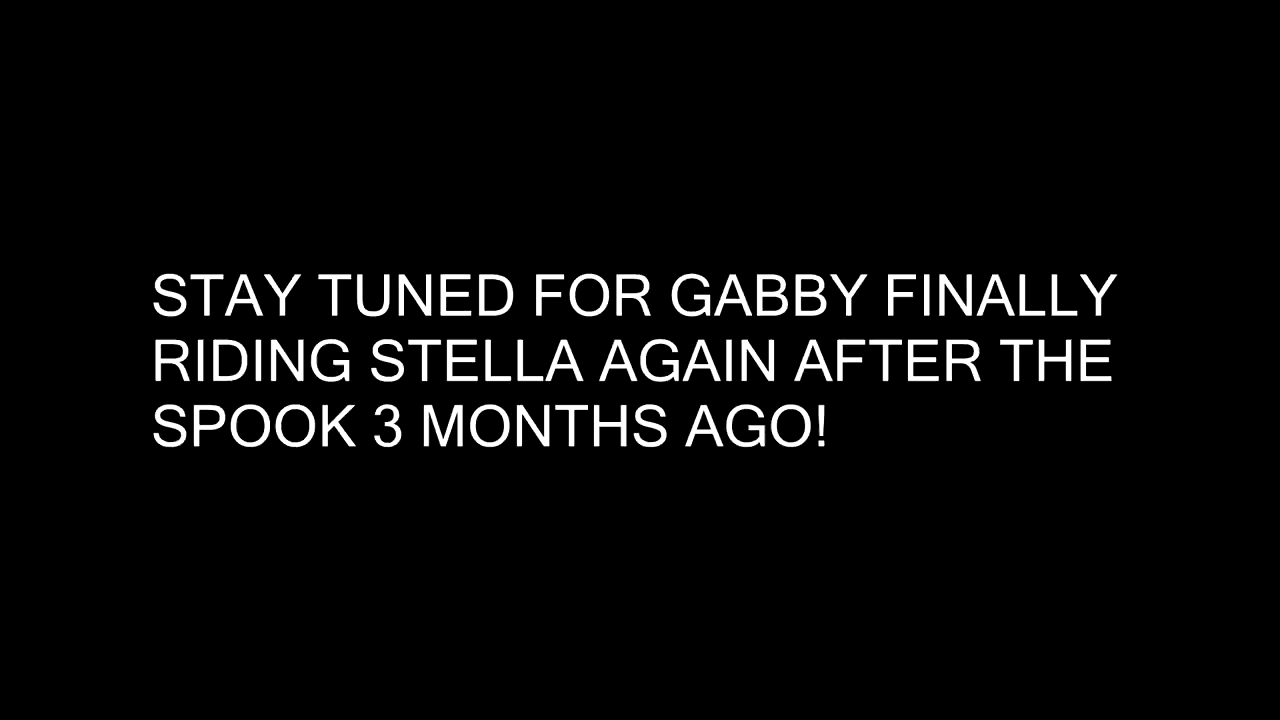 STAY TUNED FOR GABBY FINALLY
RIDING STELLA AGAIN AFTER THE
SPOOK 3 MONTHS AGO!